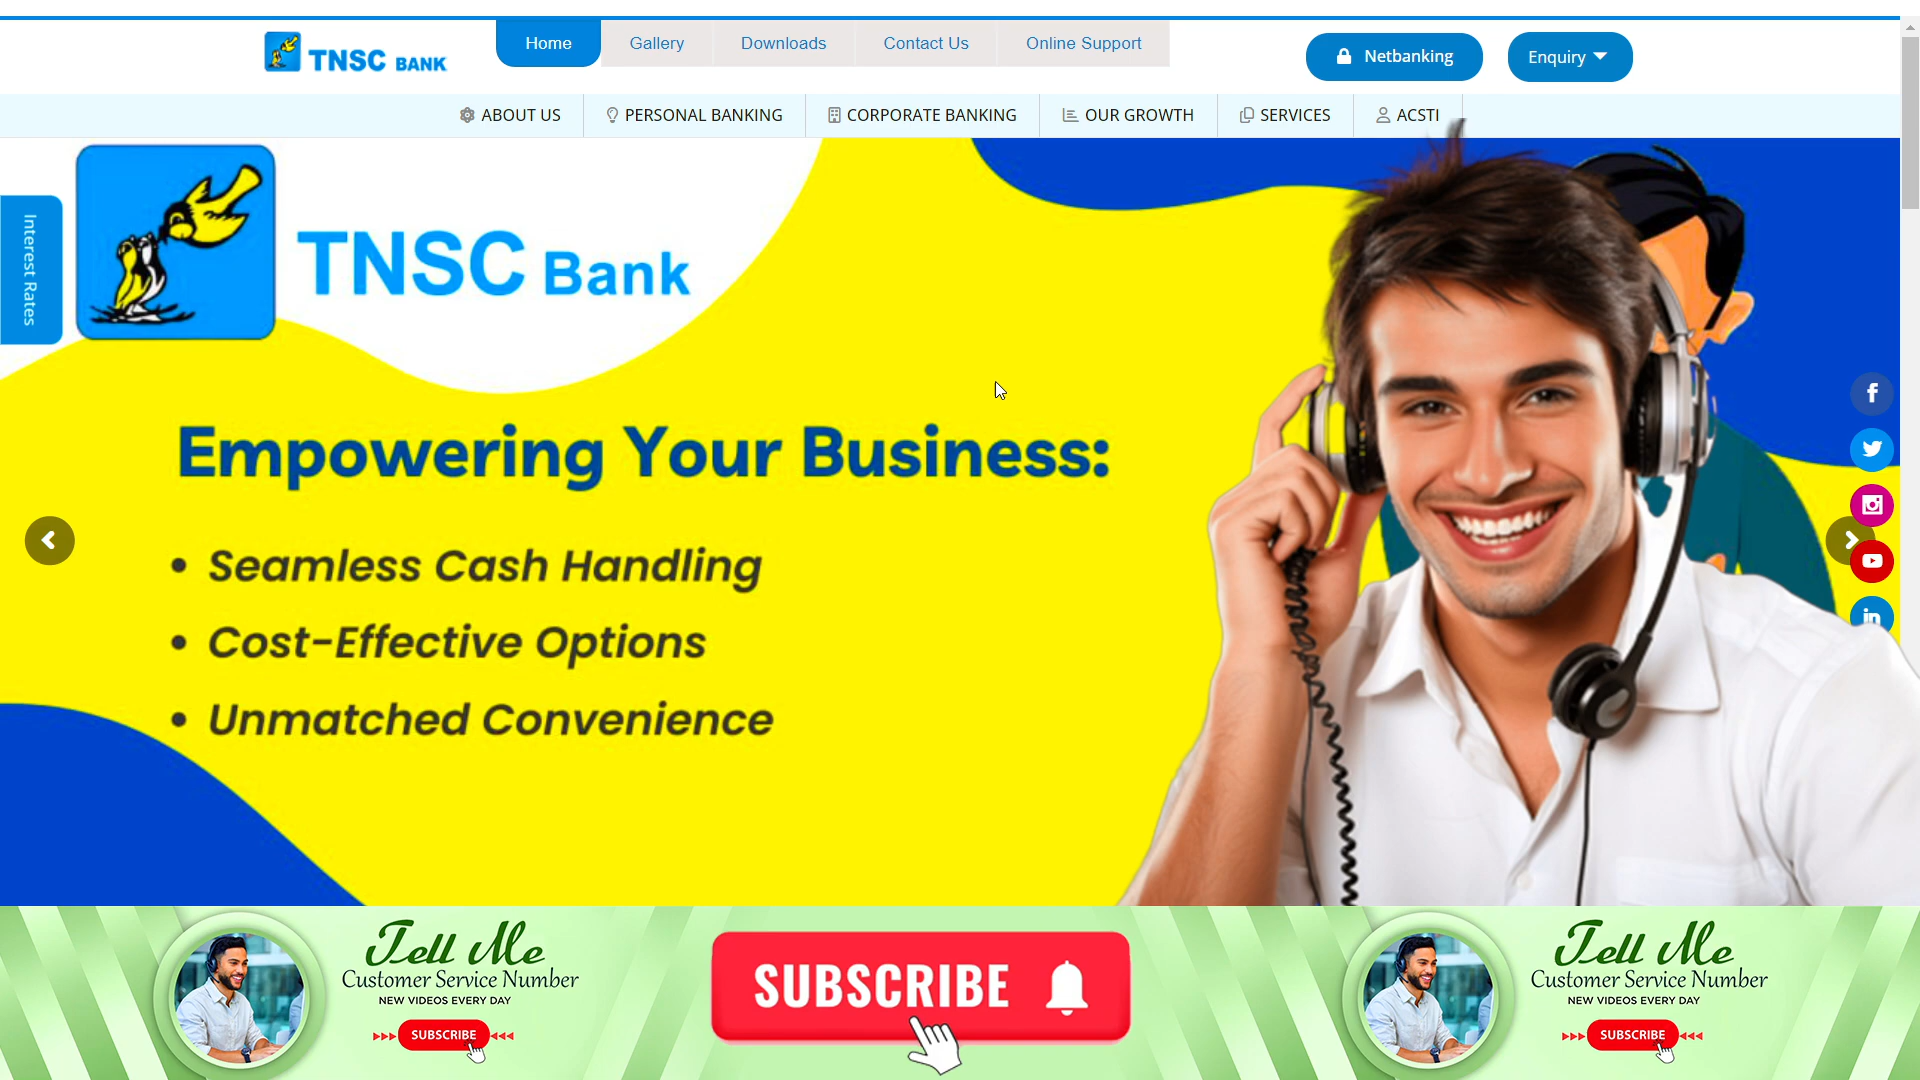 TNSC BANK
Home
Gallery
Downloads
Contact Us
Online Support
Netbanking
Enquiry
ABOUT US
PERSONAL BANKING
CORPORATE BANKING
OUR GROWTH
SERVICES
ACSTI
Interest Rates
TNSC Bank
Empowering Your Business:
• Seamless Cash Handling
• Cost-Effective Options
• Unmatched Convenience
Tell Me
Customer Service Number
NEW VIDEOS EVERY DAY
SUBSCRIBE
SUBSCRIBE
Tell Me
Customer Service Number
NEW VIDEOS EVERY DAY
SUBSCRIBE